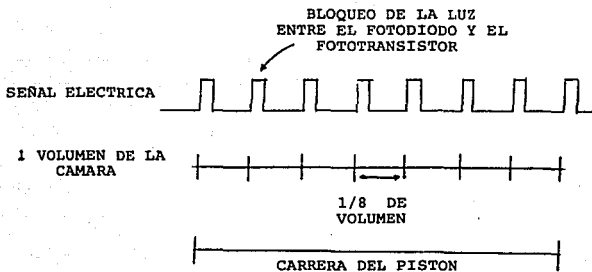 BLOQUEO DE LA LUZ
ENTRE EL FOTODIODO Y EL
FOTOTRANSISTOR
SEÑAL ELECTRICA
1 VOLUMEN DE LA
CAMARA
1/8 DE
VOLUMEN
CARRERA DEL PISTON